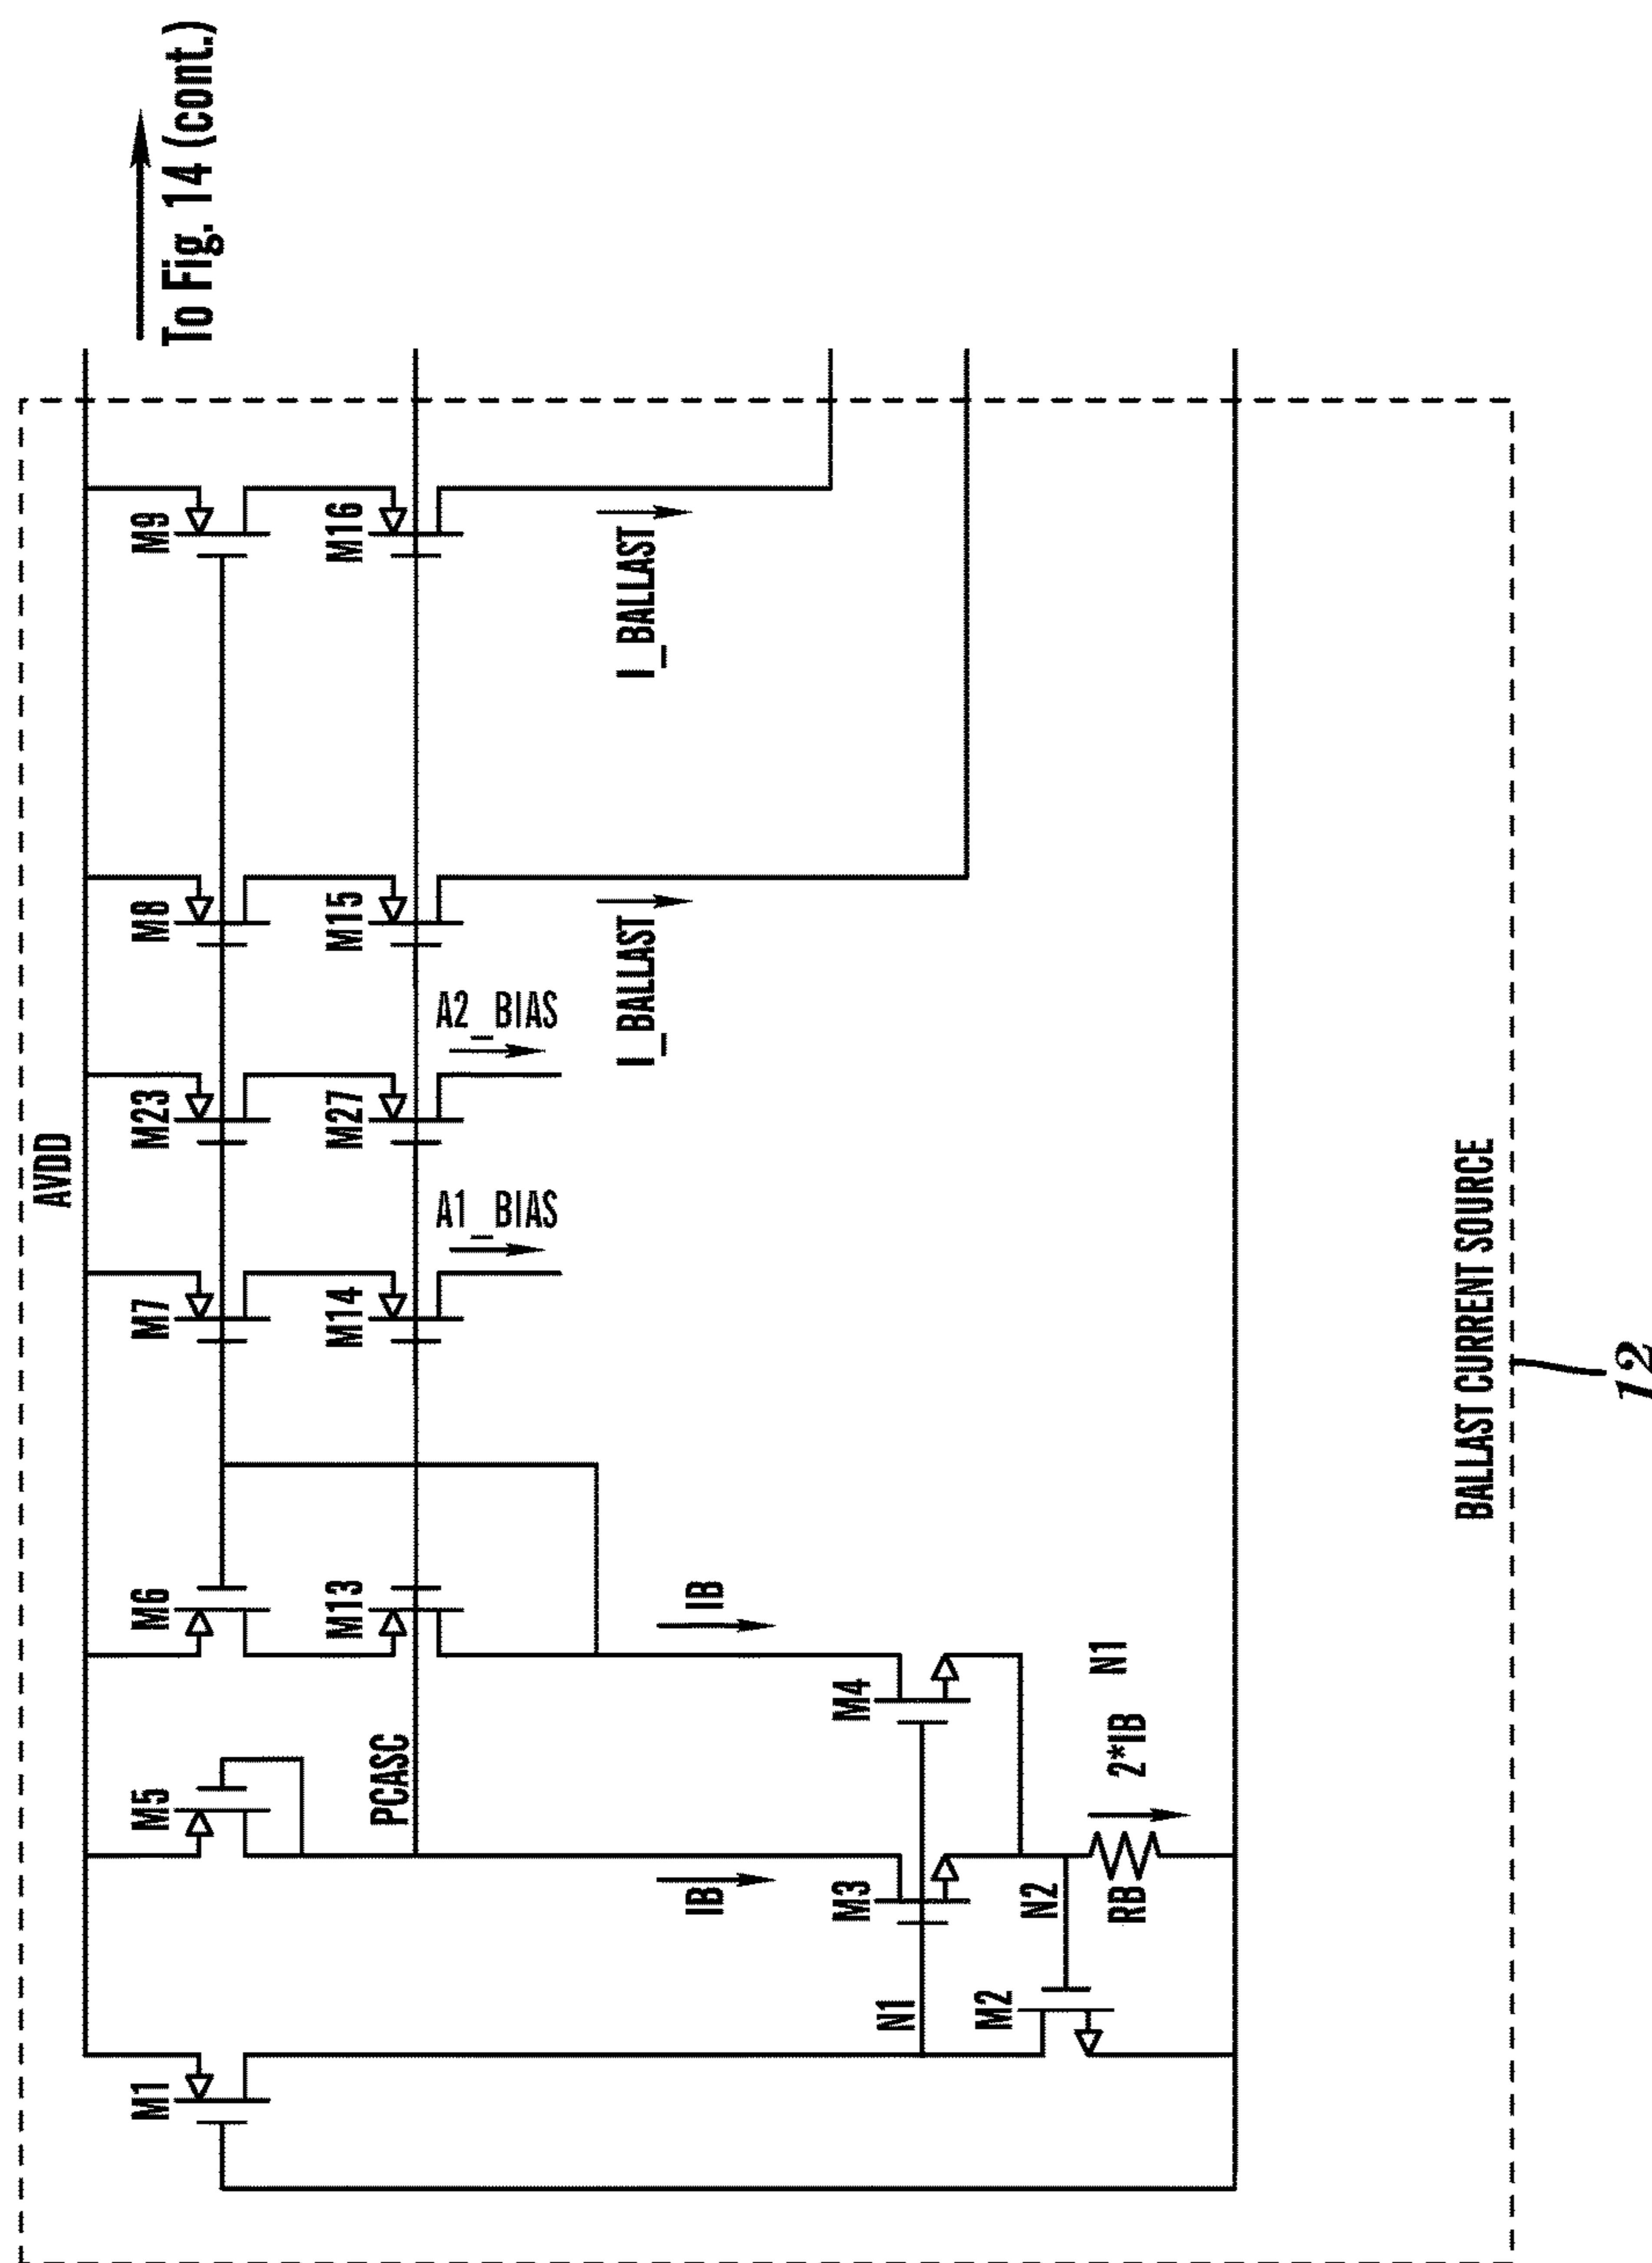 To Fig. 14 (cont.)
AVDD
M1
M5
M6
M7
M23
M8
M9
PCASC
M13
M14
M27
M15
M16
A1_BIAS
A2_BIAS
I_BALLAST
I_BALLAST
IB
IB
N1
M3
M4
M2
N2
RB
2*IB
N1
BALLAST CURRENT SOURCE
12